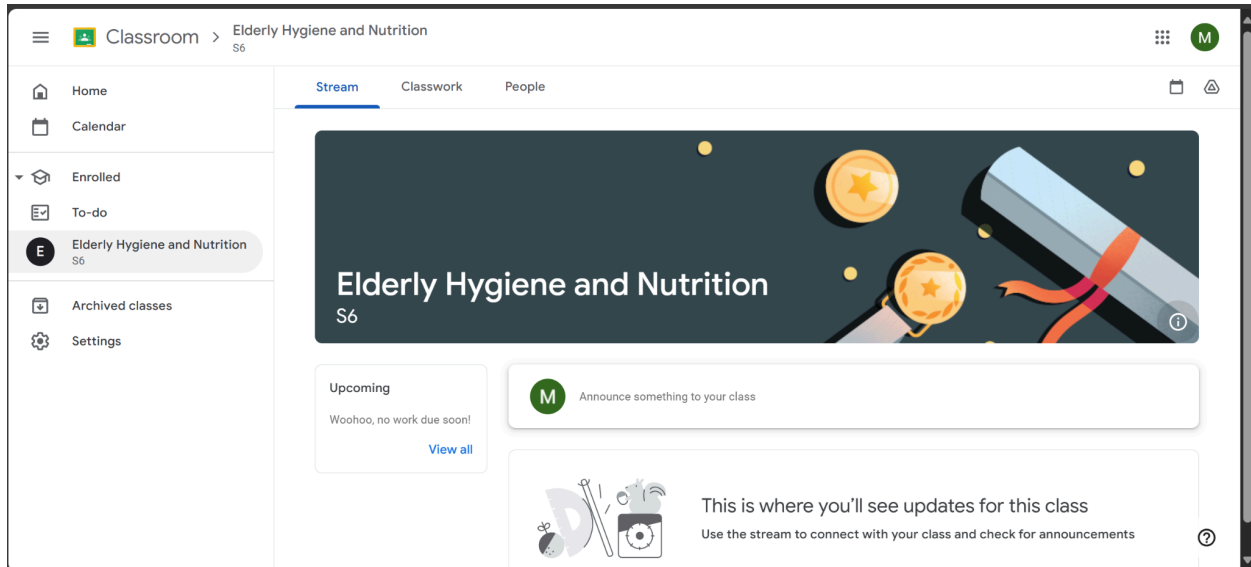 Classroom > Elderly Hygiene and Nutrition
S6
M
Home
Calendar
Enrolled
To-do
E
Elderly Hygiene and Nutrition
S6
Archived classes
Settings
Stream Classwork People
Elderly Hygiene and Nutrition
S6
Upcoming
Woohoo, no work due soon!
View all
M
Announce something to your class
This is where you'll see updates for this class
Use the stream to connect with your class and check for announcements